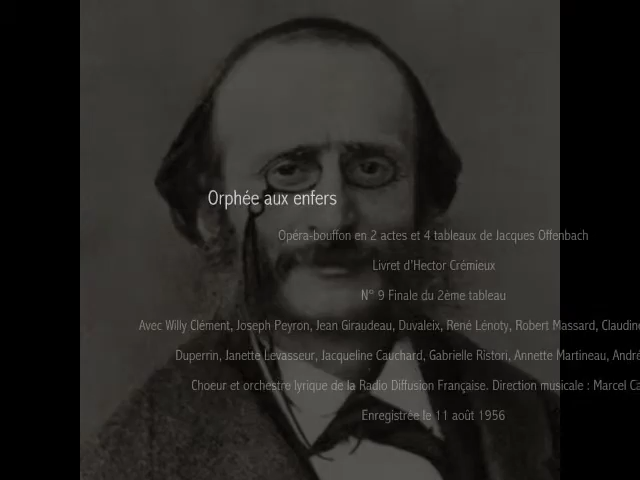 Orphée aux enfers
Opéra-bouffon en 2 actes et 4 tableaux de Jacques Offenbach
Livret d'Hector Crémieux
N° 9 Finale du 2ème tableau
Avec Willy Clément, Joseph Peyron, Jean Giraudeau, Duvaleix, René Lénoty, Robert Massard, Claudine
Duperrin, Janette Levasseur, Jacqueline Cauchard, Gabrielle Ristori, Annette Martineau, André
Choeur et orchestre lyrique de la Radio Diffusion Française. Direction musicale : Marcel Ca
Enregistrée le 11 août 1956